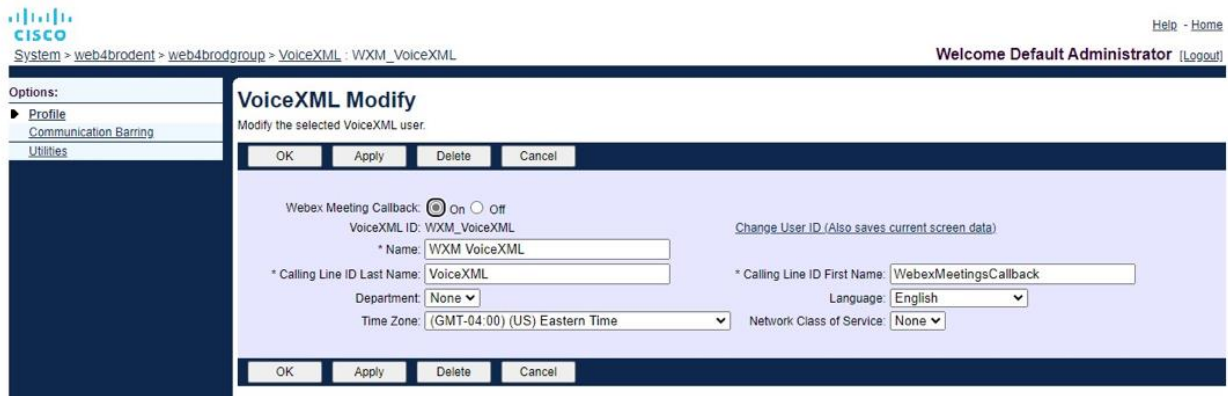 CISCO
Help - Home
System > web4brodent > web4brodgroup > VoiceXML : WXM_VoiceXML
Welcome Default Administrator [Logout]
Options:
Profile
Communication Barring
Utilities
VoiceXML Modify
Modify the selected VoiceXML user.
OK Apply Delete Cancel
Webex Meeting Callback: On Off
VoiceXML ID: WXM_VoiceXML Change User ID (Also saves current screen data)
* Name: WXM VoiceXML
* Calling Line ID Last Name: VoiceXML * Calling Line ID First Name: WebexMeetingsCallback
Department: None Language: English
Time Zone: (GMT-04:00) (US) Eastern Time Network Class of Service: None
OK Apply Delete Cancel